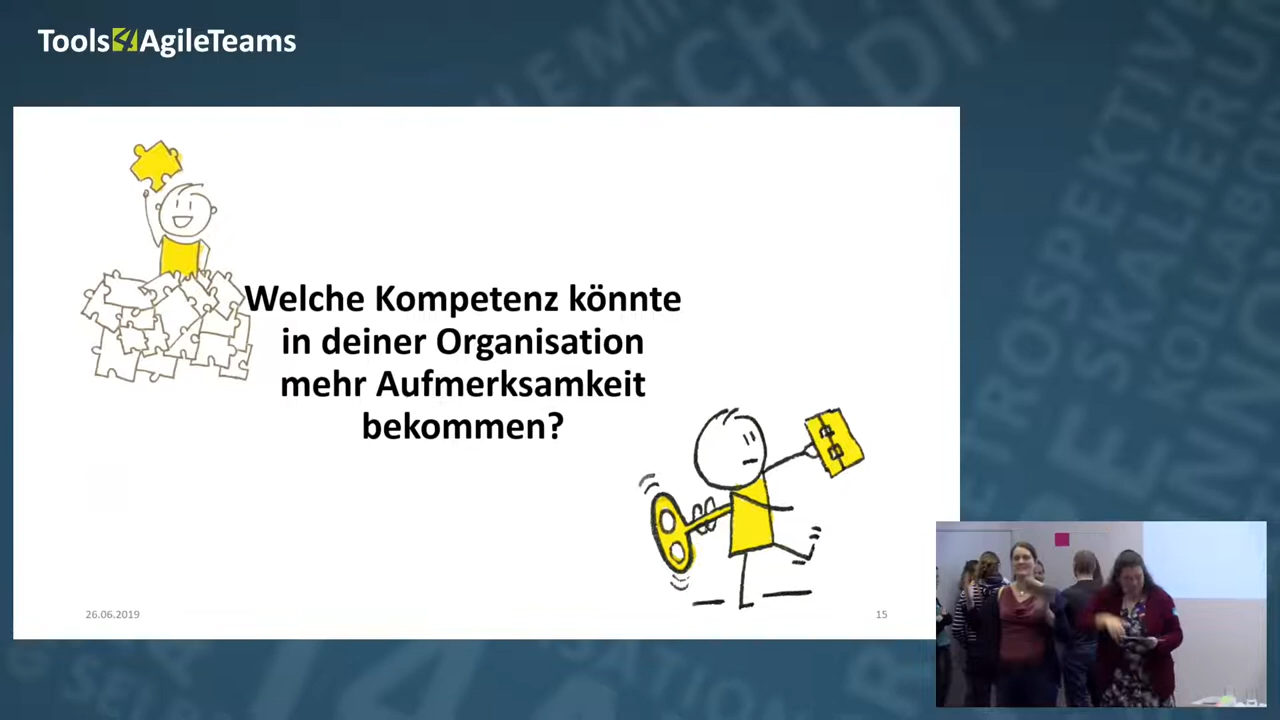 Tools4AgileTeams
Welche Kompetenz könnte
in deiner Organisation
mehr Aufmerksamkeit
bekommen?
26.06.2019
15